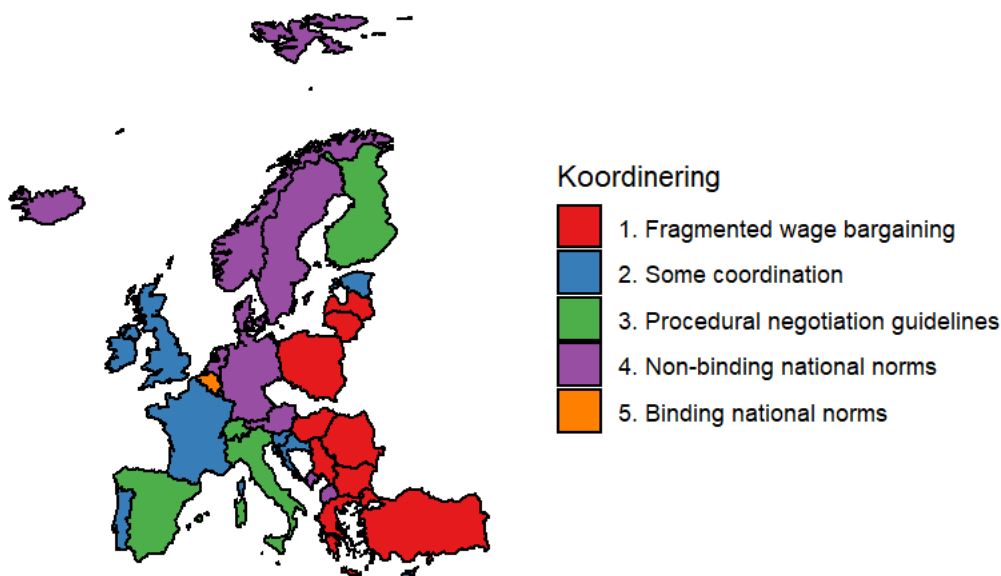 Koordinering
1. Fragmented wage bargaining
2. Some coordination
3. Procedural negotiation guidelines
4. Non-binding national norms
5. Binding national norms